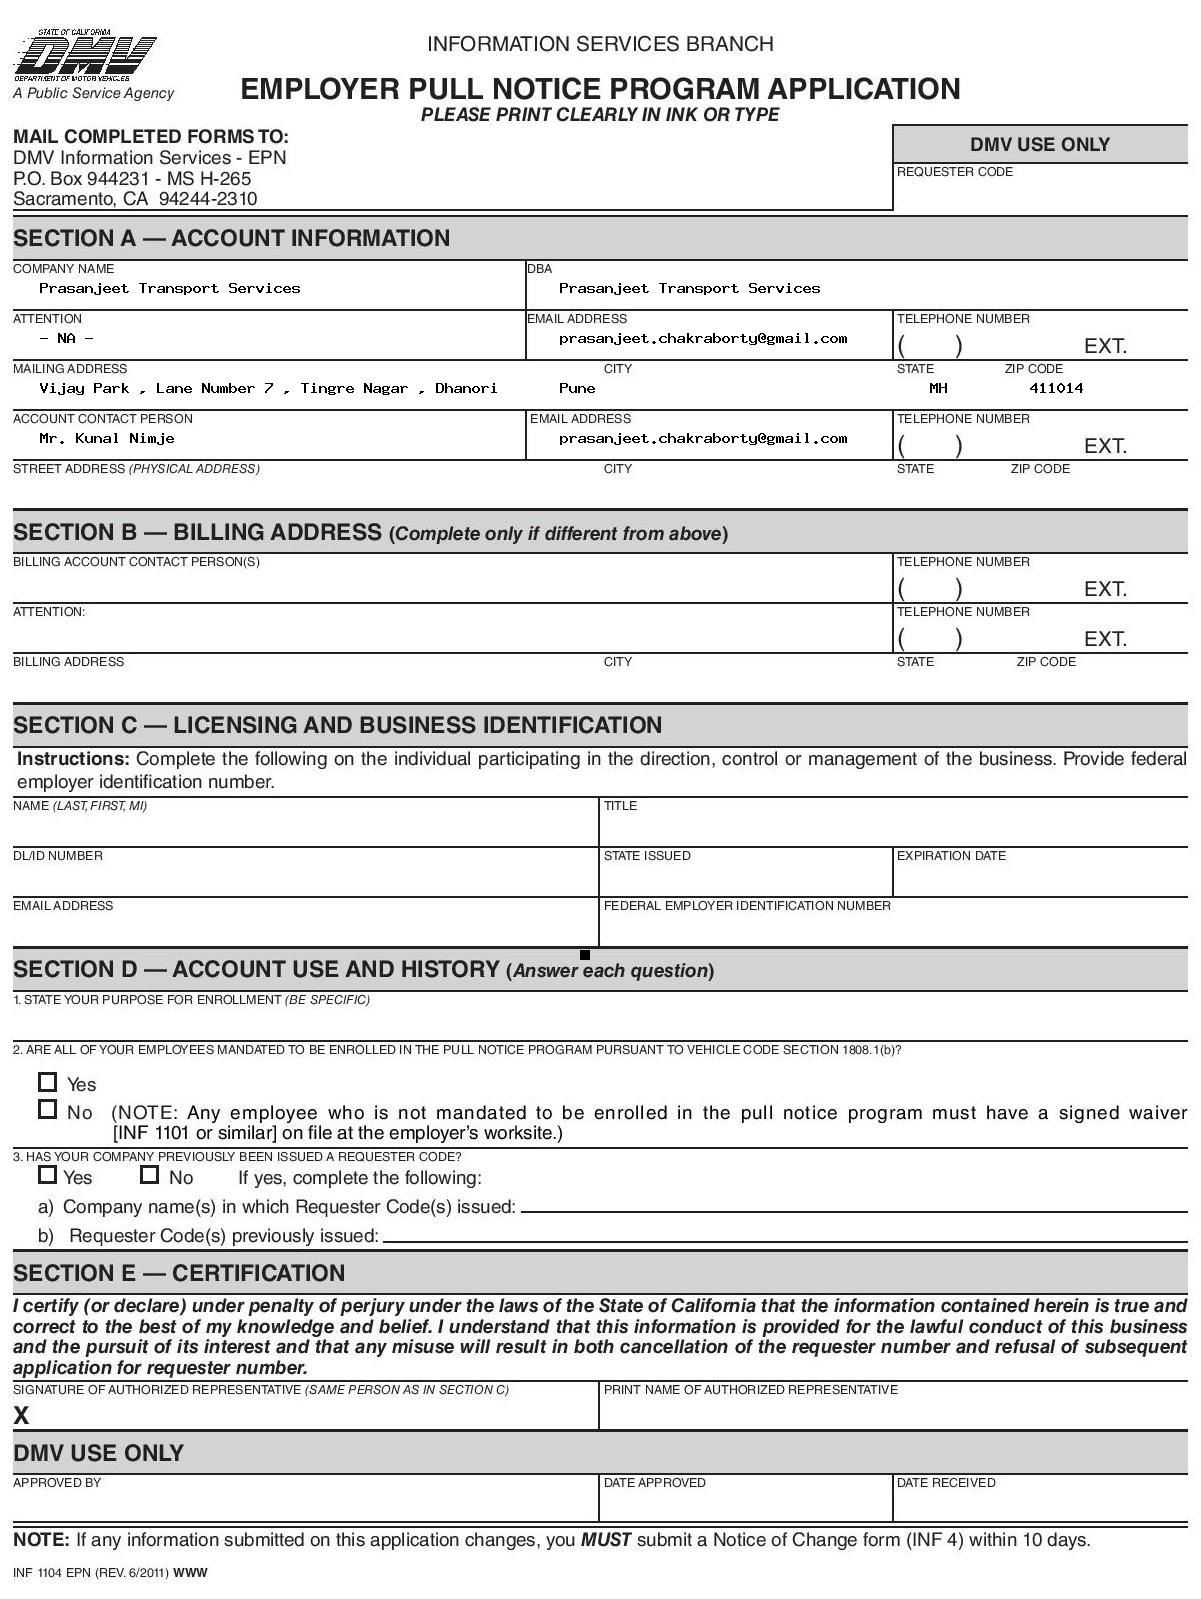 STATE OF CALIFORNIA
DMV
DEPARTMENT OF MOTOR VEHICLES
A Public Service Agency
INFORMATION SERVICES BRANCH
EMPLOYER PULL NOTICE PROGRAM APPLICATION
PLEASE PRINT CLEARLY IN INK OR TYPE
MAIL COMPLETED FORMS TO:
DMV Information Services - EPN
P.O. Box 944231 - MS H-265
Sacramento, CA 94244-2310
DMV USE ONLY
REQUESTER CODE
SECTION A — ACCOUNT INFORMATION
COMPANY NAME DBA
Prasanjeet Transport Services Prasanjeet Transport Services
ATTENTION EMAIL ADDRESS TELEPHONE NUMBER
- NA - prasanjeet.chakraborty@gmail.com ( ) EXT.
MAILING ADDRESS CITY STATE ZIP CODE
Vijay Park , Lane Number 7 , Tingre Nagar , Dhanori Pune MH 411014
ACCOUNT CONTACT PERSON EMAIL ADDRESS TELEPHONE NUMBER
Mr. Kunal Nimje prasanjeet.chakraborty@gmail.com ( ) EXT.
STREET ADDRESS (PHYSICAL ADDRESS) CITY STATE ZIP CODE
SECTION B — BILLING ADDRESS (Complete only if different from above)
BILLING ACCOUNT CONTACT PERSON(S) TELEPHONE NUMBER
( ) EXT.
ATTENTION: TELEPHONE NUMBER
( ) EXT.
BILLING ADDRESS CITY STATE ZIP CODE
SECTION C — LICENSING AND BUSINESS IDENTIFICATION
Instructions: Complete the following on the individual participating in the direction, control or management of the business. Provide federal
employer identification number.
NAME (LAST, FIRST, MI) TITLE
DL/ID NUMBER STATE ISSUED EXPIRATION DATE
EMAIL ADDRESS FEDERAL EMPLOYER IDENTIFICATION NUMBER
SECTION D — ACCOUNT USE AND HISTORY (Answer each question)
1. STATE YOUR PURPOSE FOR ENROLLMENT (BE SPECIFIC)
2. ARE ALL OF YOUR EMPLOYEES MANDATED TO BE ENROLLED IN THE PULL NOTICE PROGRAM PURSUANT TO VEHICLE CODE SECTION 1808.1(b)?
Yes
No (NOTE: Any employee who is not mandated to be enrolled in the pull notice program must have a signed waiver
[INF 1101 or similar] on file at the employer's worksite.)
3. HAS YOUR COMPANY PREVIOUSLY BEEN ISSUED A REQUESTER CODE?
Yes No If yes, complete the following:
a) Company name(s) in which Requester Code(s) issued:
b) Requester Code(s) previously issued:
SECTION E — CERTIFICATION
I certify (or declare) under penalty of perjury under the laws of the State of California that the information contained herein is true and
correct to the best of my knowledge and belief. I understand that this information is provided for the lawful conduct of this business
and the pursuit of its interest and that any misuse will result in both cancellation of the requester number and refusal of subsequent
application for requester number.
SIGNATURE OF AUTHORIZED REPRESENTATIVE (SAME PERSON AS IN SECTION C) PRINT NAME OF AUTHORIZED REPRESENTATIVE
X
DMV USE ONLY
APPROVED BY DATE APPROVED DATE RECEIVED
NOTE: If any information submitted on this application changes, you MUST submit a Notice of Change form (INF 4) within 10 days.
INF 1104 EPN (REV. 6/2011) WWW